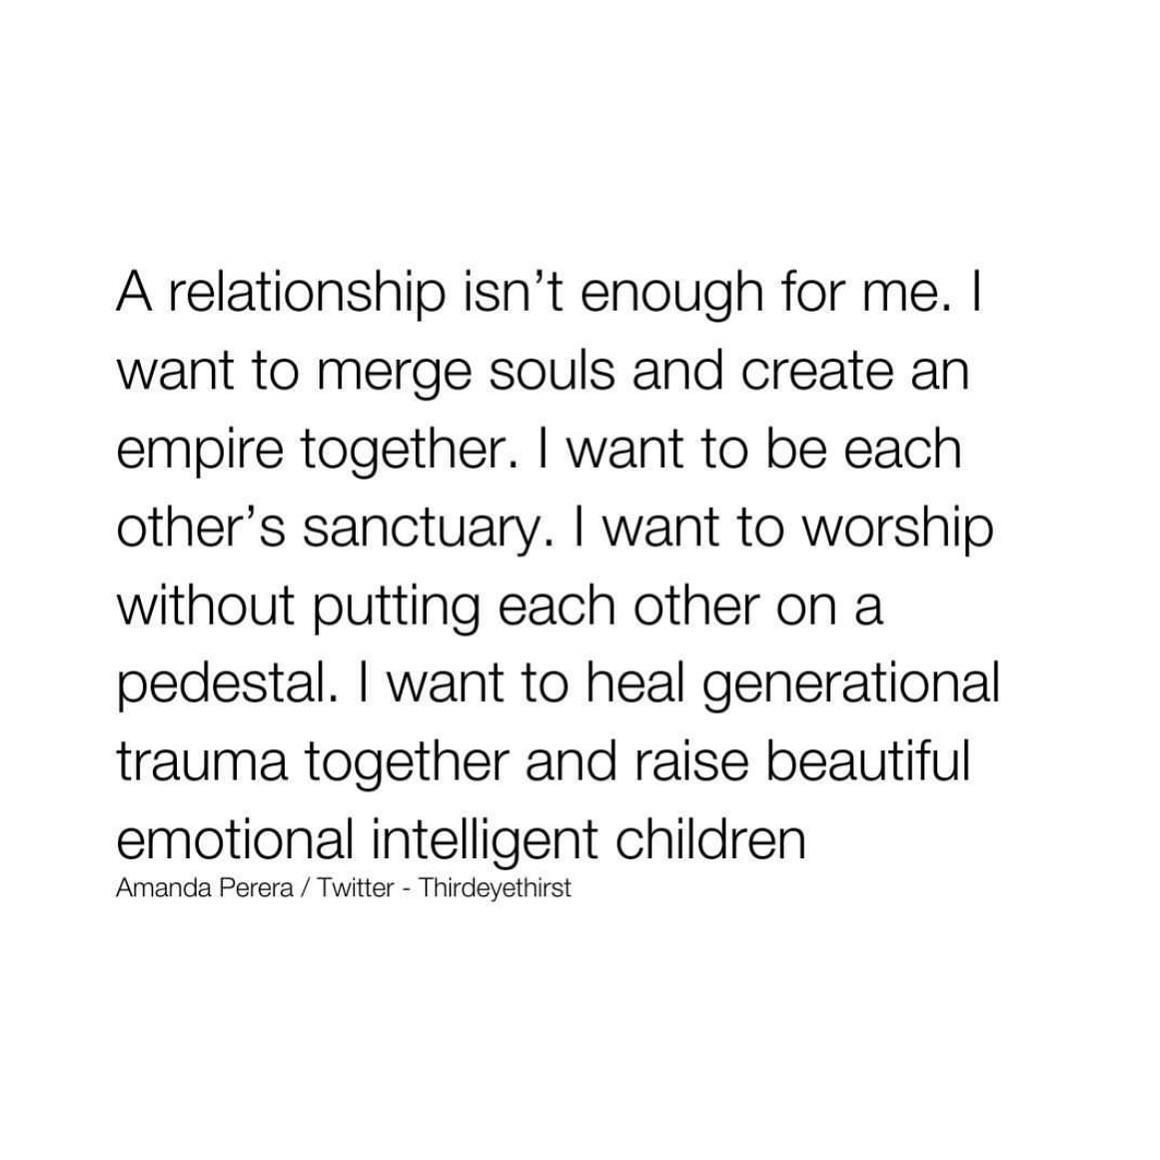 A relationship isn’t enough for me. I
want to merge souls and create an
empire together. I want to be each
other’s sanctuary. I want to worship
without putting each other on a
pedestal. I want to heal generational
trauma together and raise beautiful
emotional intelligent children
Amanda Perera / Twitter - Thirdeyethirst